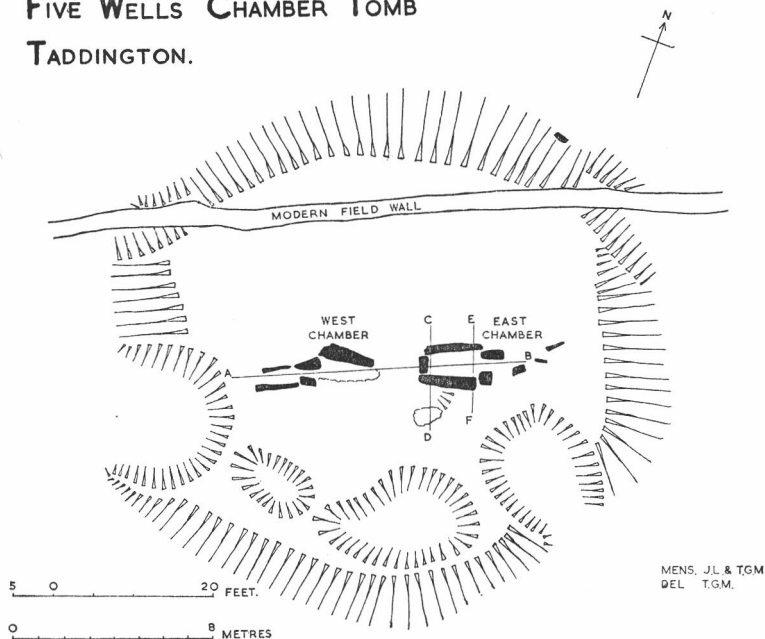 FIVE WELLS CHAMBER TOMB
TADDINGTON.
N
MODERN FIELD WALL
WEST
CHAMBER
C E EAST
CHAMBER
A
B
F
D
5 0 20 FEET.
0 8 METRES
MENS. J.L. & T.G.M
DEL T.G.M.